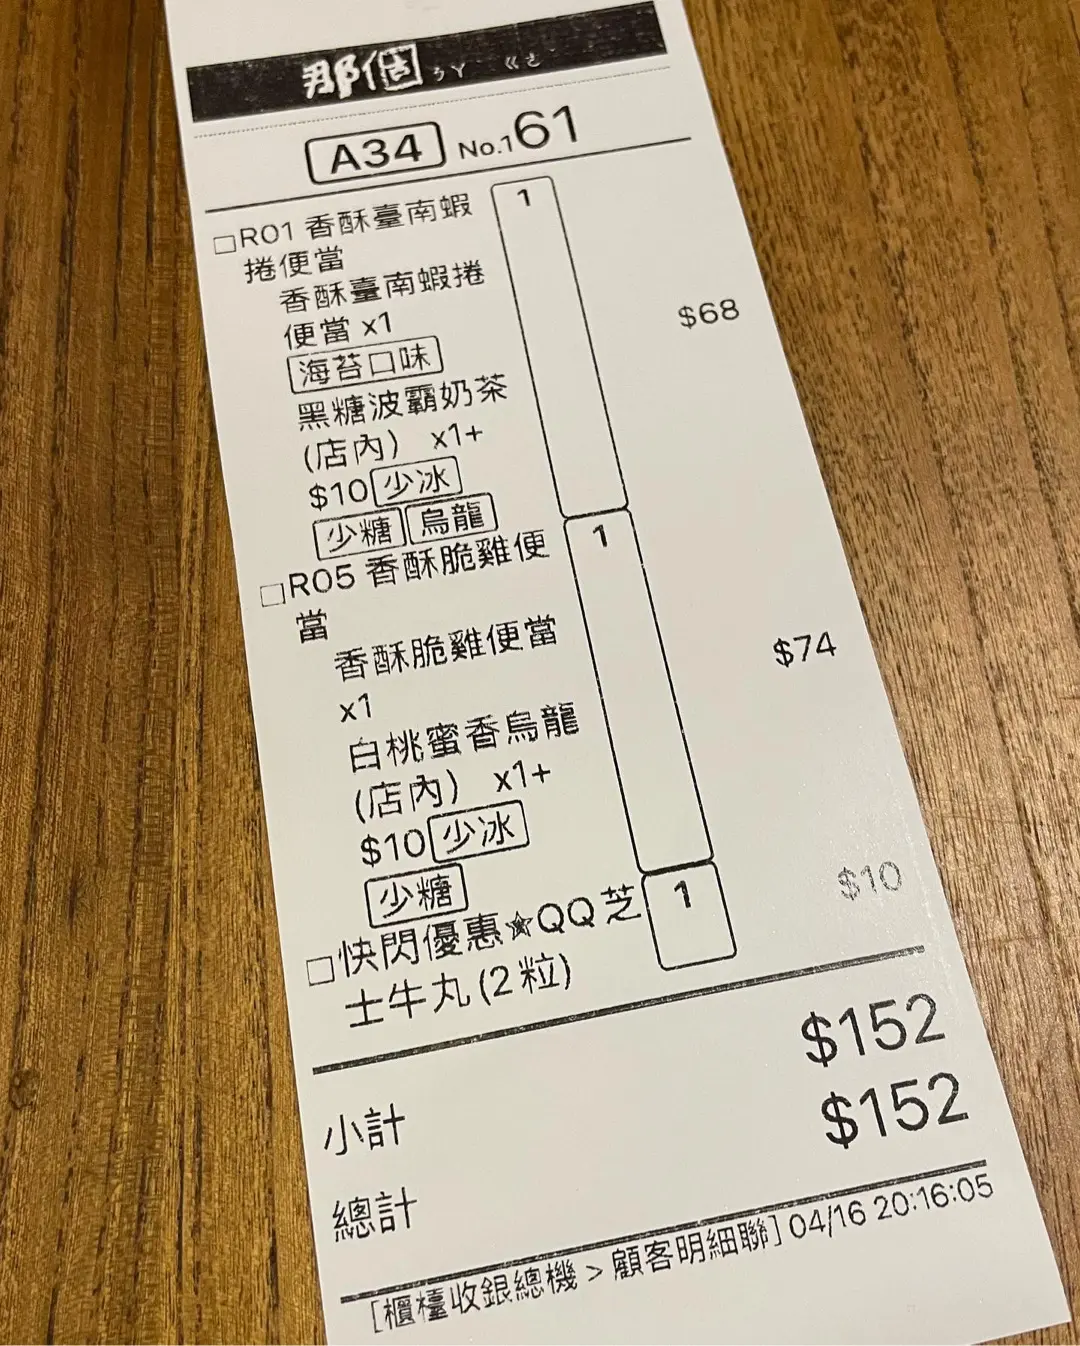 那個ㄋㄚˋ ㄍㄜ˙
A34 No.161
□R01 香酥臺南蝦 1
捲便當
香酥臺南蝦捲
便當 x1 $68
海苔口味
黑糖波霸奶茶
(店內) x1+
$10 少冰
少糖 烏龍
□R05 香酥脆雞便 1
當
香酥脆雞便當 $74
x1
白桃蜜香烏龍
(店內) x1+
$10 少冰
少糖
□快閃優惠★QQ芝 1 $10
士牛丸(2粒)
小計 $152
總計 $152
[櫃檯收銀總機 > 顧客明細聯] 04/16 20:16:05